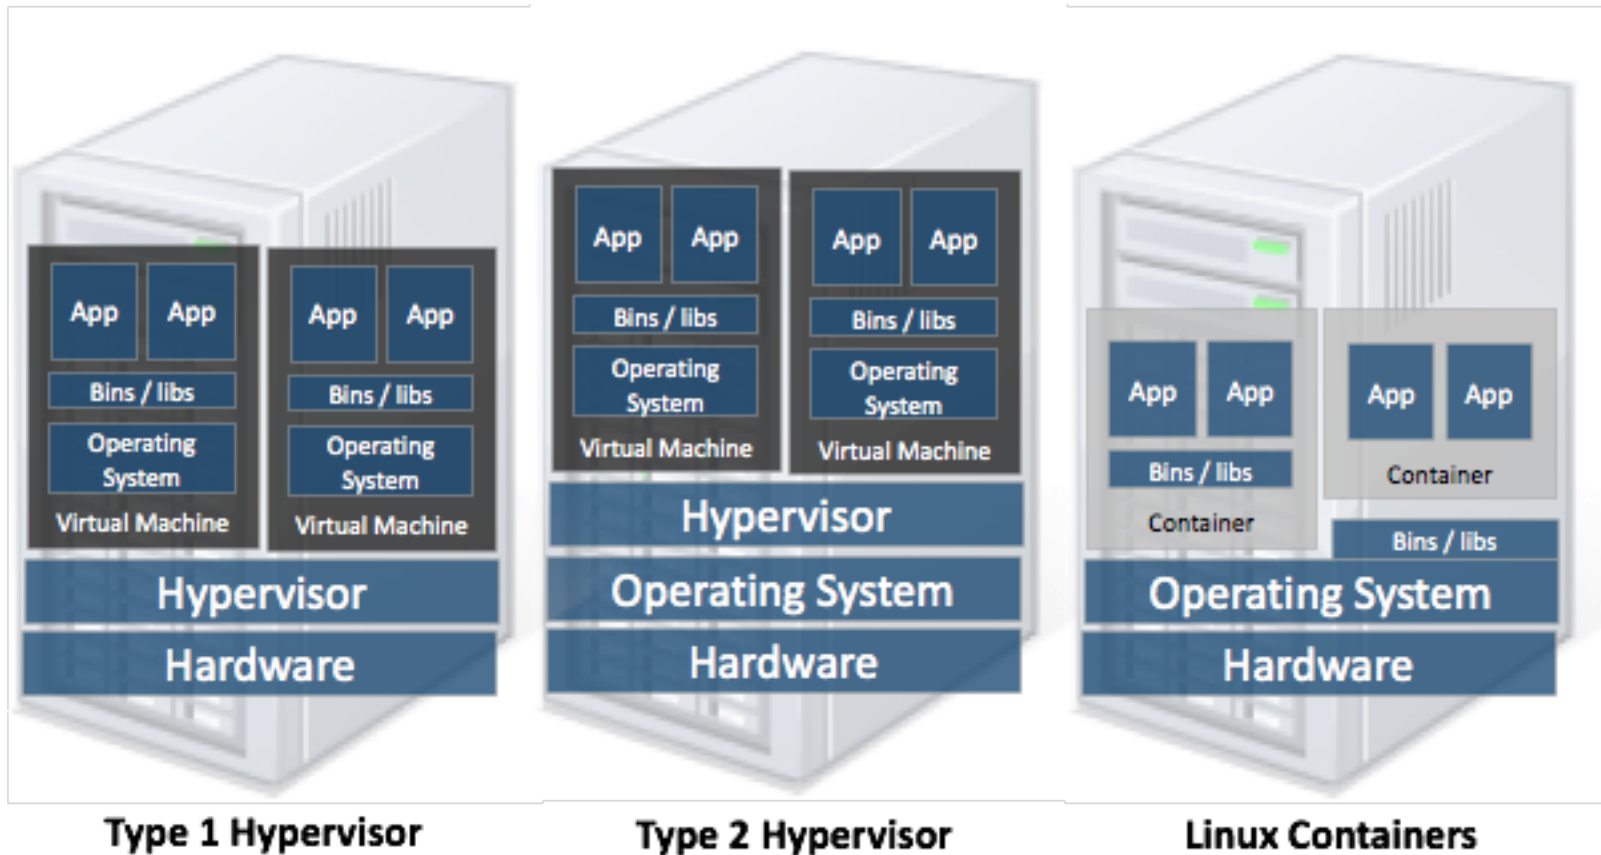 App
App
Bins / libs
Operating
System
Virtual Machine
App
App
Bins / libs
Operating
System
Virtual Machine
Hypervisor
Hardware
Type 1 Hypervisor
App
App
Bins / libs
Operating
System
Virtual Machine
App
App
Bins / libs
Operating
System
Virtual Machine
Hypervisor
Operating System
Hardware
Type 2 Hypervisor
App
App
Bins / libs
Container
App
App
Container
Bins / libs
Operating System
Hardware
Linux Containers